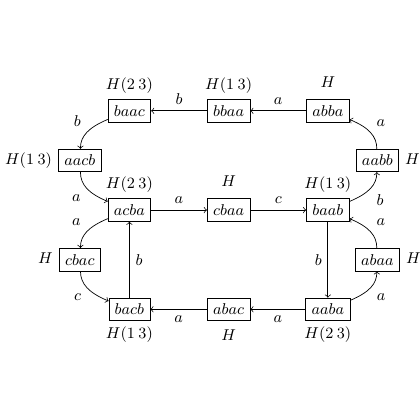 H(2 3) H(1 3) H
b a
baac bbaa abba
b a
H(1 3) aacb aabb H
H(2 3) H H(1 3)
a b
a c
acba cbaa baab
a a
H cbac b b abaa H
c a
bacb abac aaba
a a
H(1 3) H H(2 3)